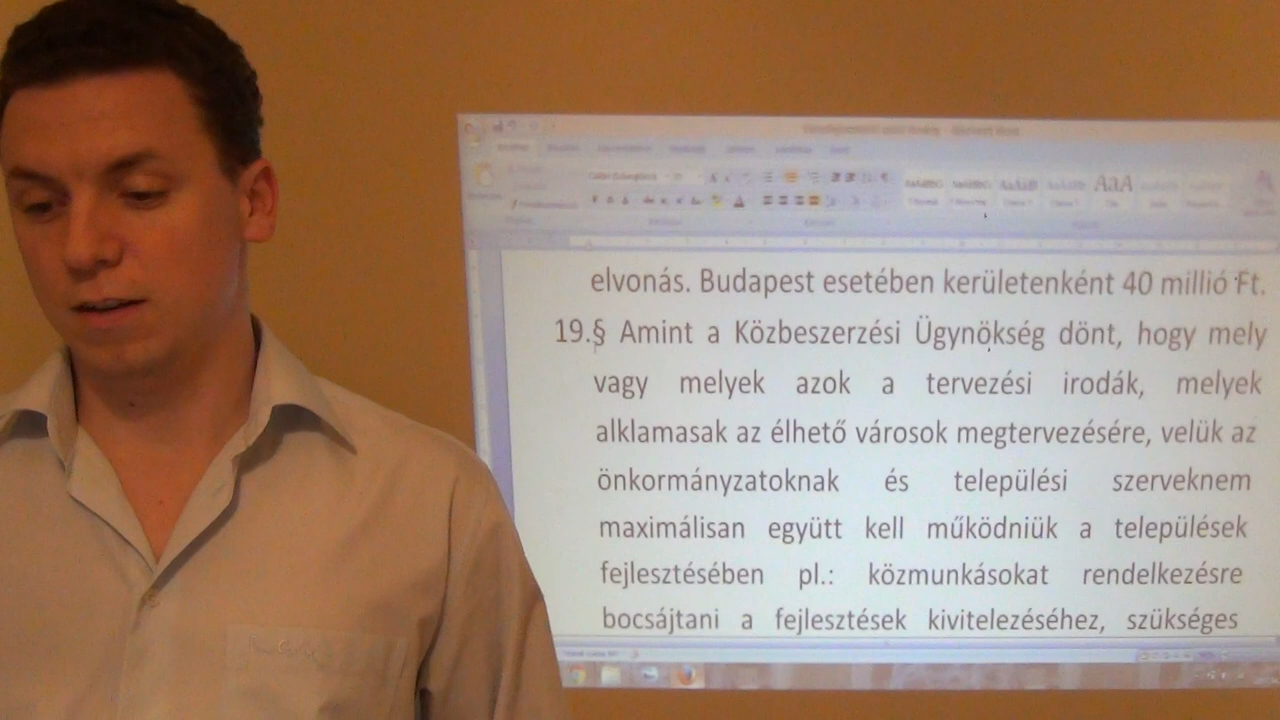 elvonás. Budapest esetében kerületenként 40 millió Ft.
19.§ Amint a Közbeszerzési Ügynökség dönt, hogy mely
vagy melyek azok a tervezési irodák, melyek
alklamasak az élhető városok megtervezésére, velük az
önkormányzatoknak és települési szerveknem
maximálisan együtt kell működniük a települések
fejlesztésében pl.: közmunkásokat rendelkezésre
bocsájtani a fejlesztések kivitelezéséhez, szükséges